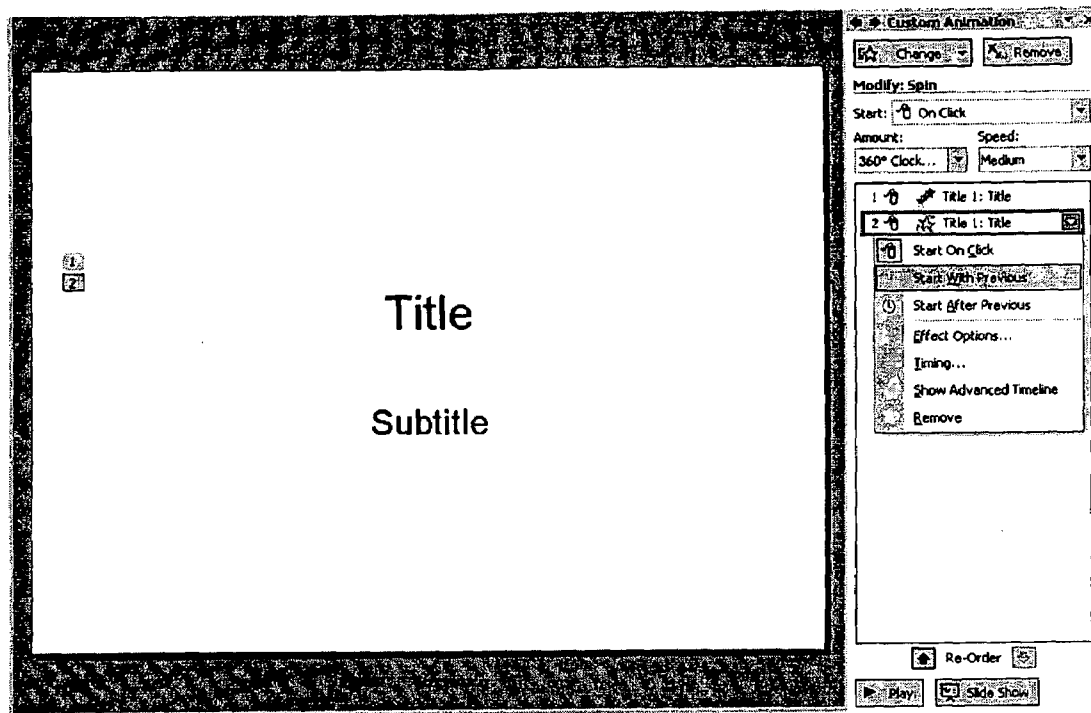 Custom Animation
Change
Remove
Modify: Spin
Start: On Click
Amount: Speed:
360° Clock... Medium
1 Title 1: Title
2 Title 1: Title
Start On Click
Start With Previous
Start After Previous
Effect Options...
Timing...
Show Advanced Timeline
Remove
1
2
Title
Subtitle
Re-Order
Play Slide Show